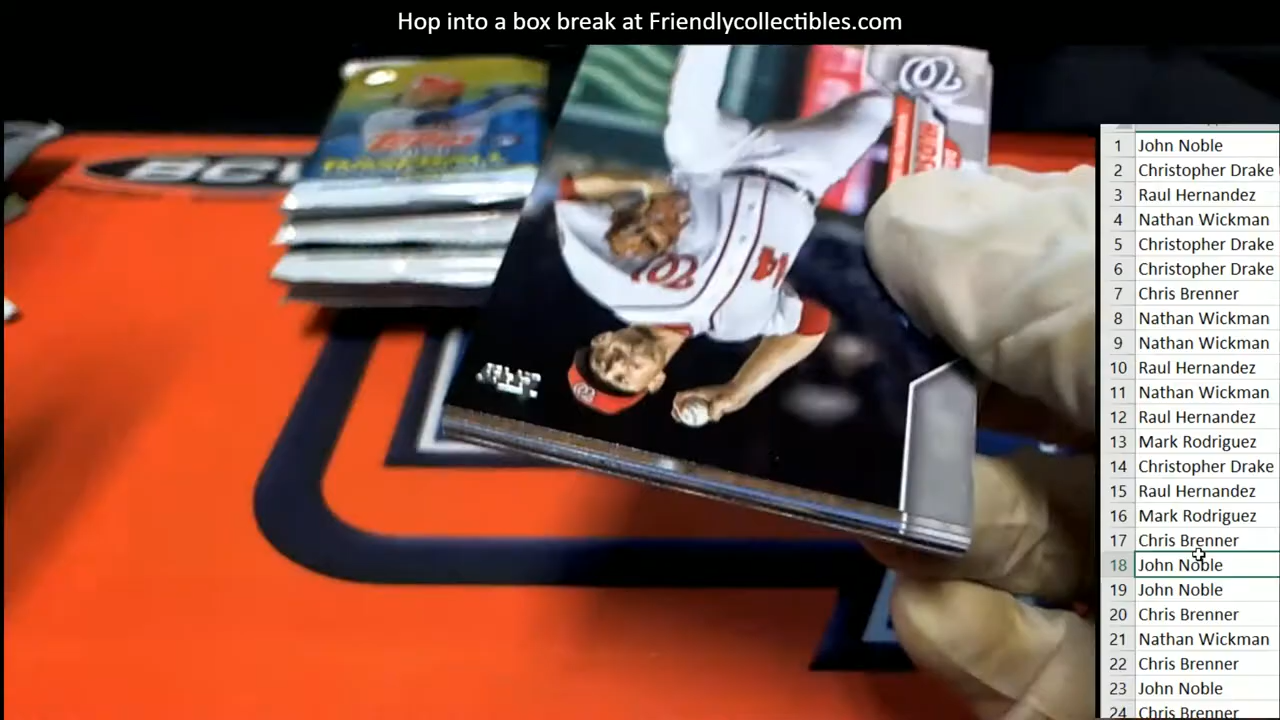 Hop into a box break at Friendlycollectibles.com
BCW
Topps
14
1 John Noble
2 Christopher Drake
3 Raul Hernandez
4 Nathan Wickman
5 Christopher Drake
6 Christopher Drake
7 Chris Brenner
8 Nathan Wickman
9 Nathan Wickman
10 Raul Hernandez
11 Nathan Wickman
12 Raul Hernandez
13 Mark Rodriguez
14 Christopher Drake
15 Raul Hernandez
16 Mark Rodriguez
17 Chris Brenner
18 John Noble
19 John Noble
20 Chris Brenner
21 Nathan Wickman
22 Chris Brenner
23 John Noble
24 Chris Brenner